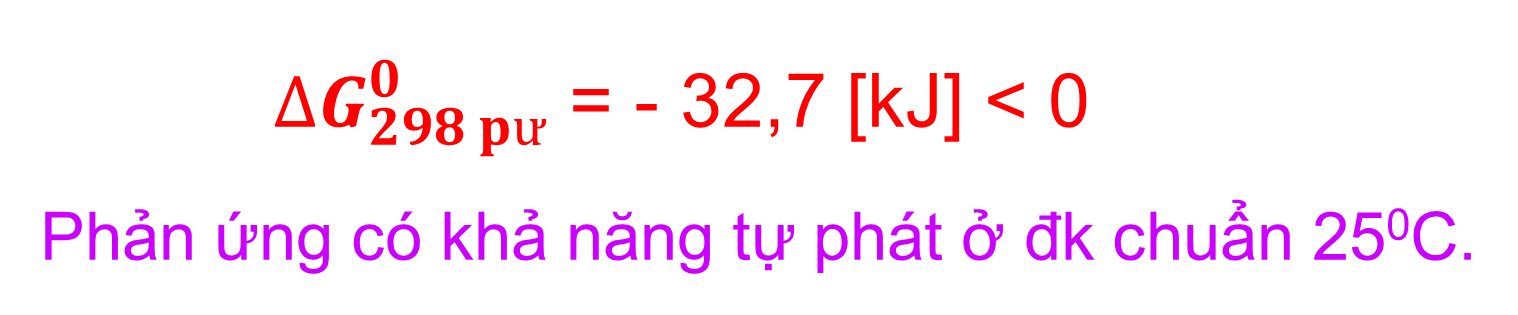 Δ𝑮⁰₂₉₈ pư = - 32,7 [kJ] < 0
Phản ứng có khả năng tự phát ở đk chuẩn 25⁰C.